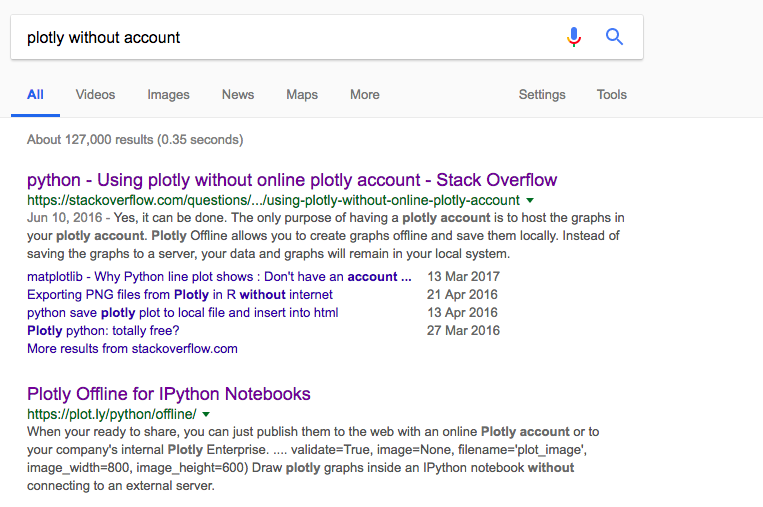 plotly without account
All Videos Images News Maps More Settings Tools
About 127,000 results (0.35 seconds)
python - Using plotly without online plotly account - Stack Overflow
https://stackoverflow.com/questions/.../using-plotly-without-online-plotly-account
Jun 10, 2016 - Yes, it can be done. The only purpose of having a plotly account is to host the graphs in
your plotly account. Plotly Offline allows you to create graphs offline and save them locally. Instead of
saving the graphs to a server, your data and graphs will remain in your local system.
matplotlib - Why Python line plot shows : Don't have an account ... 13 Mar 2017
Exporting PNG files from Plotly in R without internet 21 Apr 2016
python save plotly plot to local file and insert into html 13 Apr 2016
Plotly python: totally free? 27 Mar 2016
More results from stackoverflow.com
Plotly Offline for IPython Notebooks
https://plot.ly/python/offline/
When your ready to share, you can just publish them to the web with an online Plotly account or to
your company's internal Plotly Enterprise. .... validate=True, image=None, filename='plot_image',
image_width=800, image_height=600) Draw plotly graphs inside an IPython notebook without
connecting to an external server.